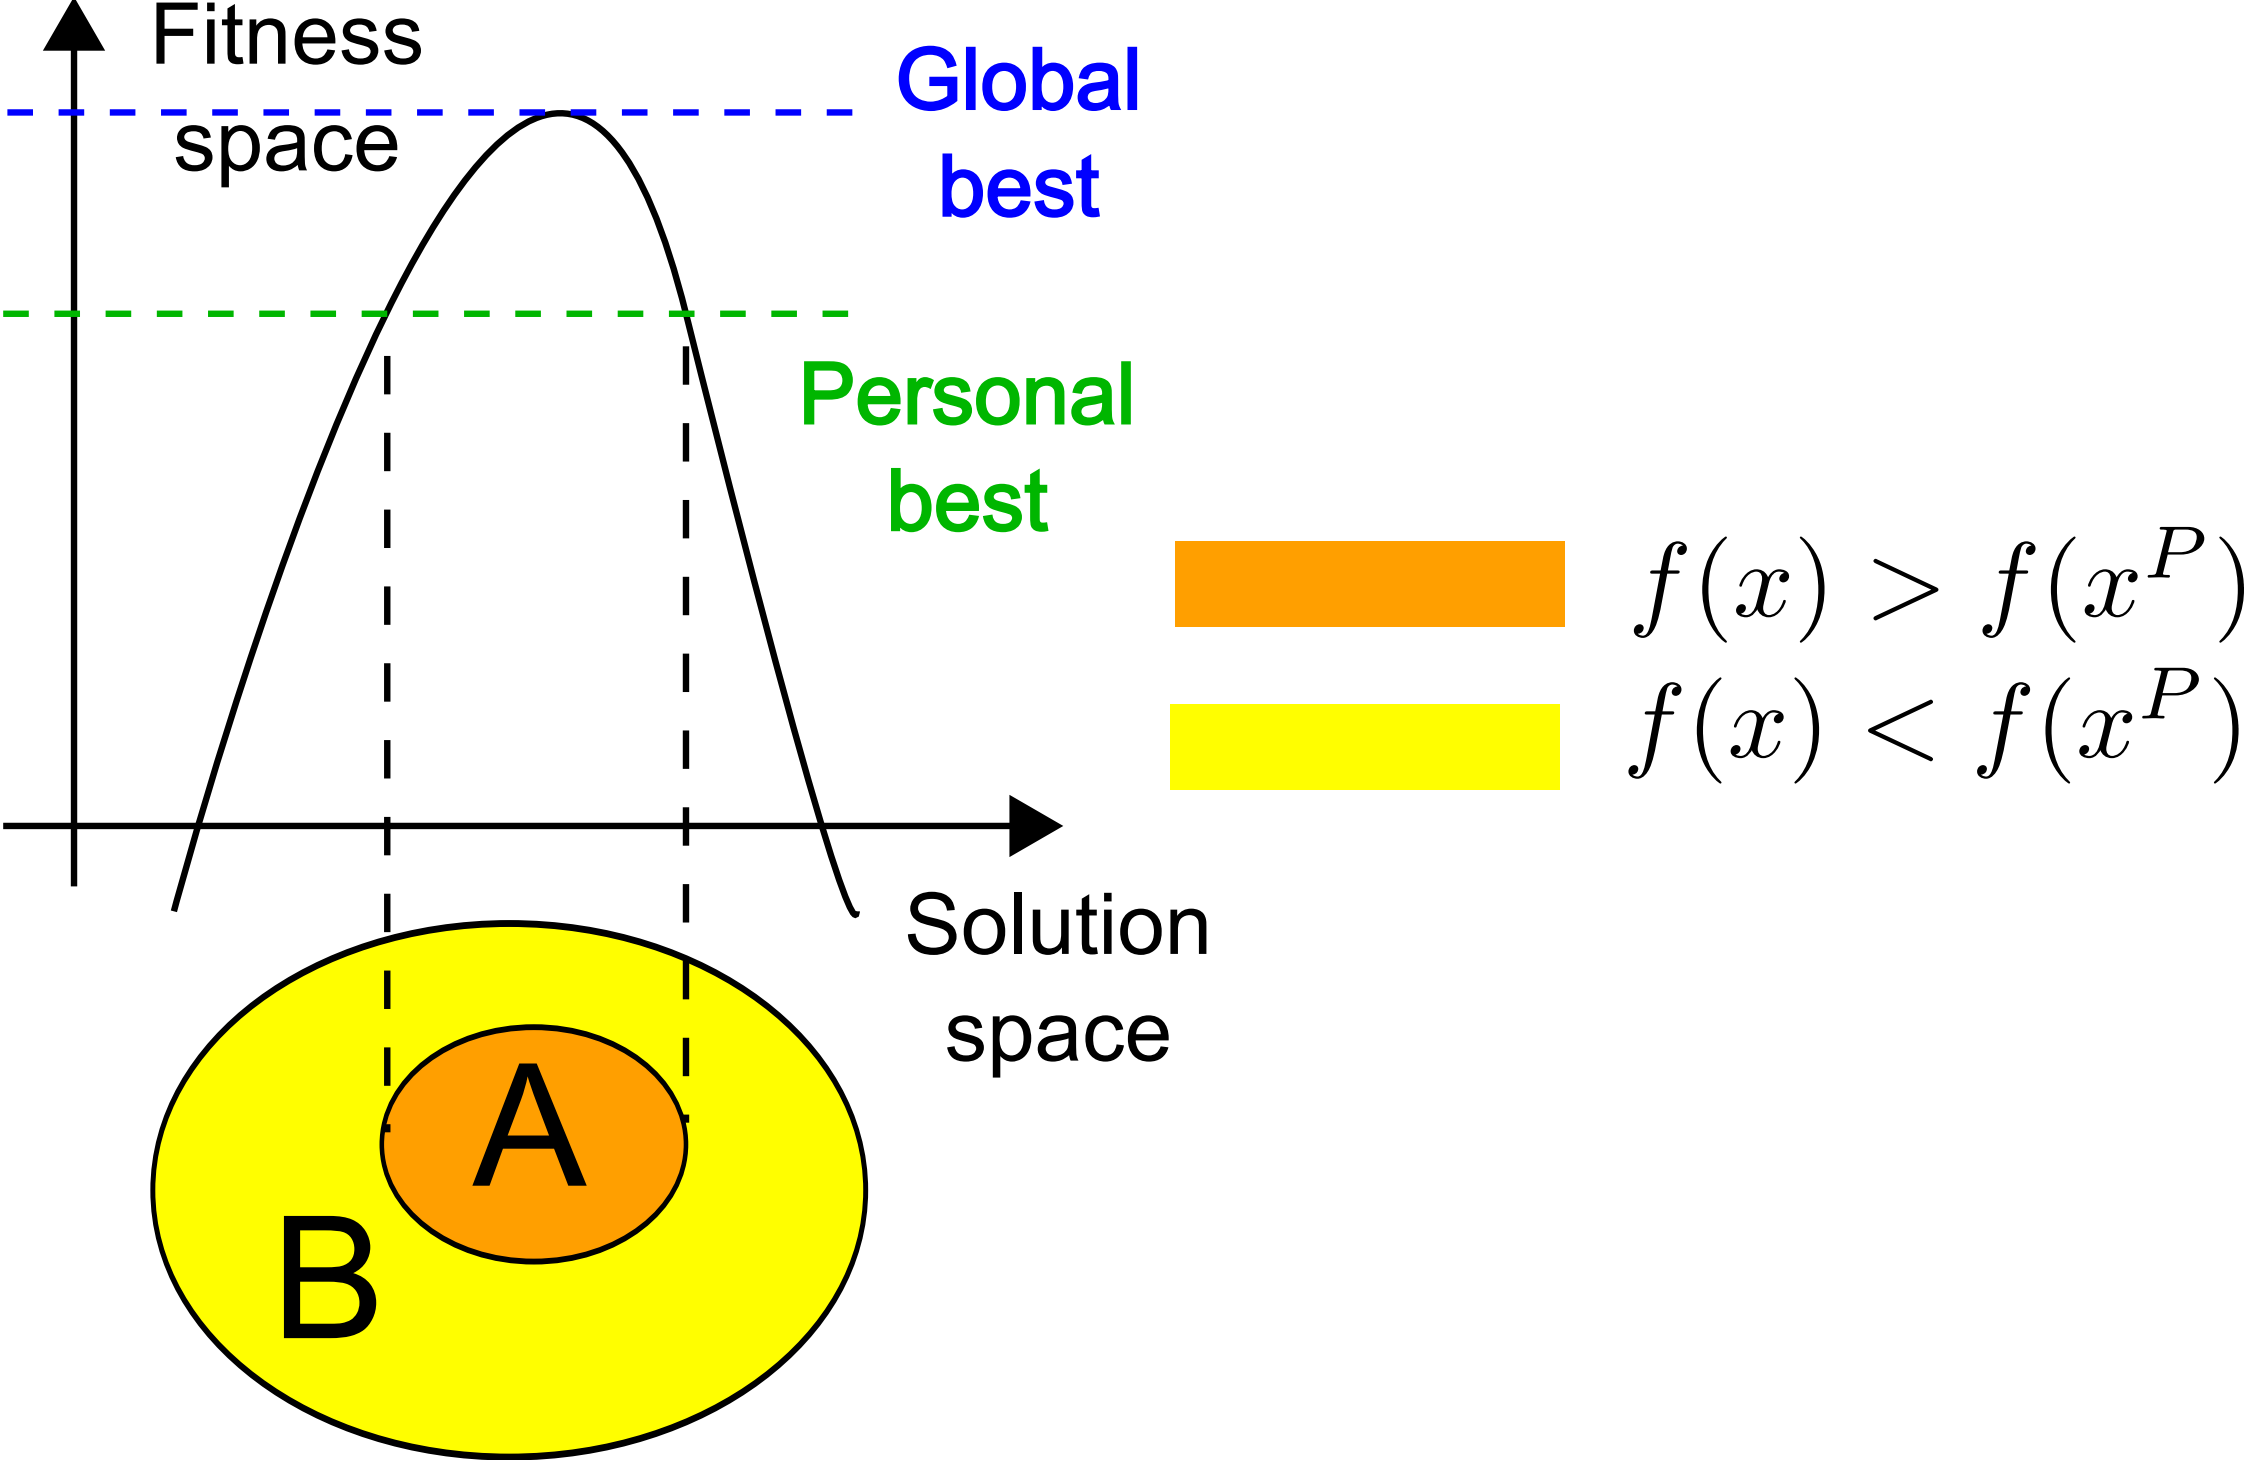 Fitness
space
Global
best
Personal
best
f(x) > f(x^P)
f(x) < f(x^P)
Solution
space
A
B